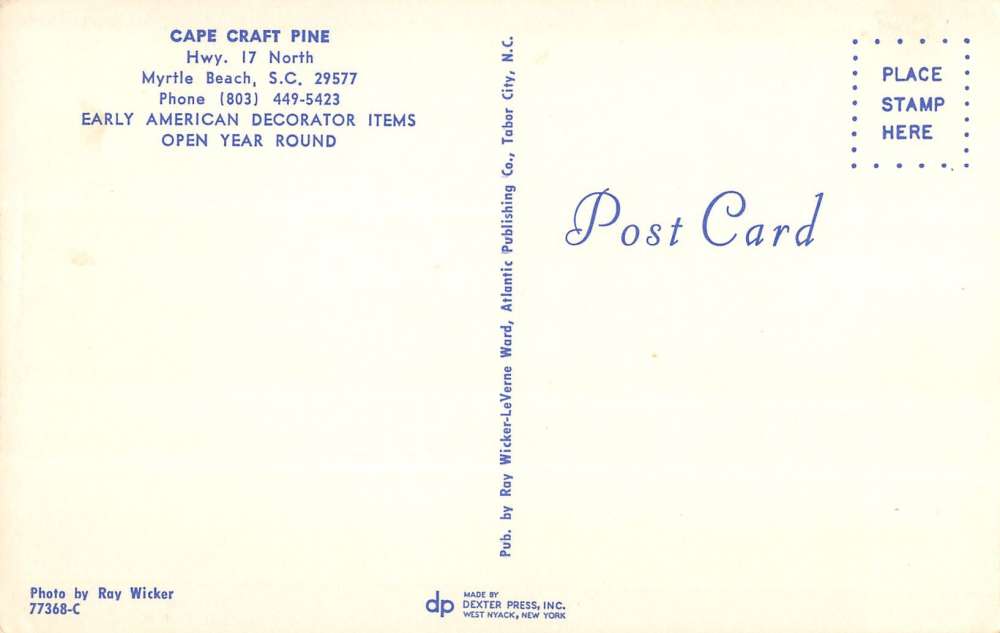 CAPE CRAFT PINE
Hwy. 17 North
Myrtle Beach, S.C. 29577
Phone (803) 449-5423
EARLY AMERICAN DECORATOR ITEMS
OPEN YEAR ROUND
Pub. by Ray Wicker-LeVerne Ward, Atlantic Publishing Co., Tabor City, N.C.
PLACE
STAMP
HERE
Post Card
Photo by Ray Wicker
77368-C
dp
MADE BY
DEXTER PRESS, INC.
WEST NYACK, NEW YORK